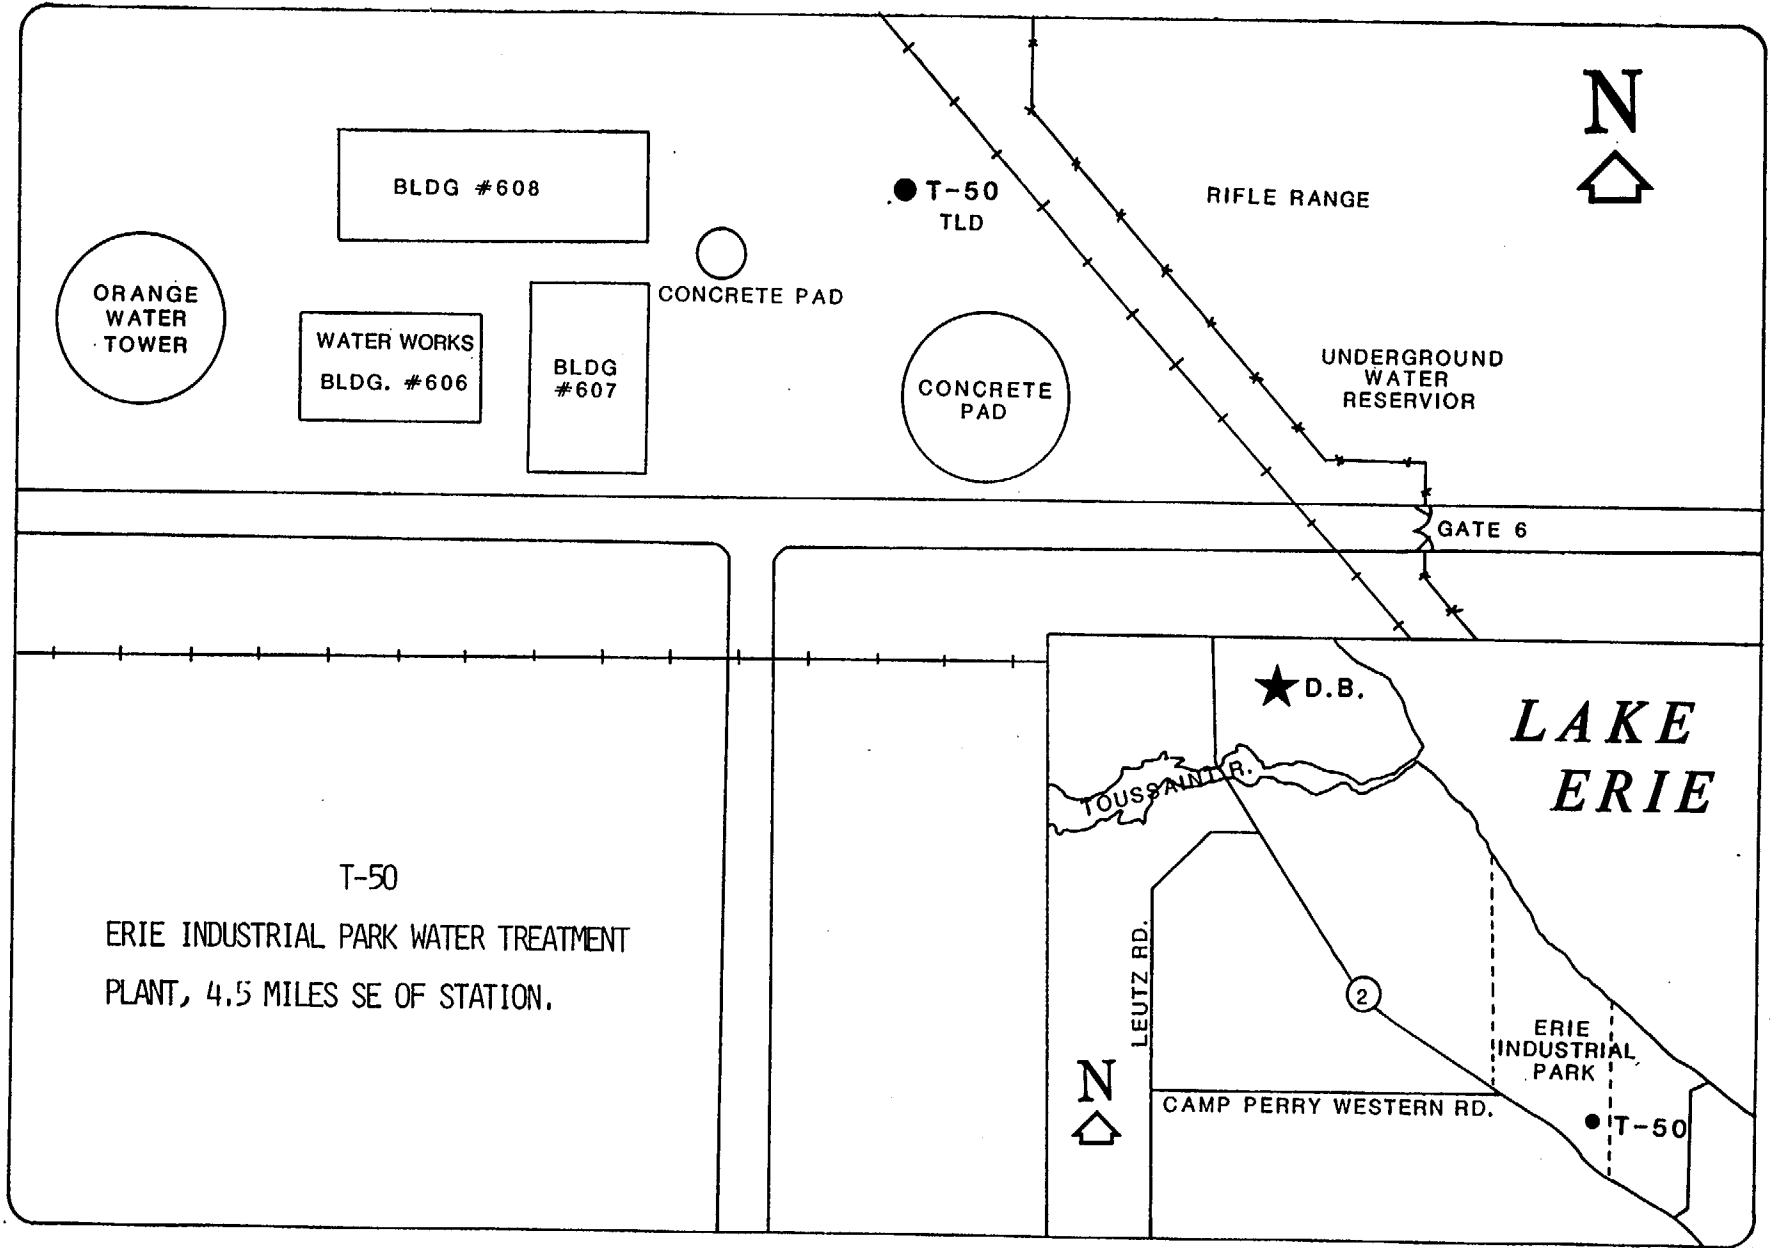 N
BLDG #608
T-50
TLD
RIFLE RANGE
ORANGE
WATER
TOWER
CONCRETE PAD
WATER WORKS
BLDG. #606
BLDG
#607
CONCRETE
PAD
UNDERGROUND
WATER
RESERVIOR
GATE 6
D.B.
LAKE
ERIE
TOUSSAINT R.
T-50
ERIE INDUSTRIAL PARK WATER TREATMENT
PLANT, 4.5 MILES SE OF STATION.
LEUTZ RD.
2
ERIE
INDUSTRIAL
PARK
N
CAMP PERRY WESTERN RD.
T-50